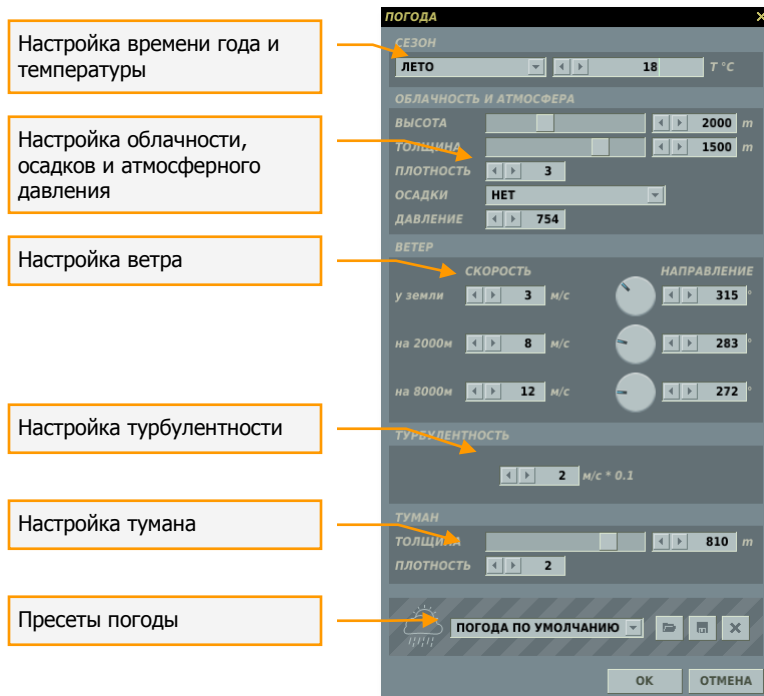 ПОГОДА
Настройка времени года и
температуры
СЕЗОН
ЛЕТО 18 T °C
ОБЛАЧНОСТЬ И АТМОСФЕРА
Настройка облачности,
осадков и атмосферного
давления
ВЫСОТА 2000 m
ТОЛЩИНА 1500 m
ПЛОТНОСТЬ 3
ОСАДКИ НЕТ
ДАВЛЕНИЕ 754
Настройка ветра
ВЕТЕР
СКОРОСТЬ НАПРАВЛЕНИЕ
у земли 3 м/с 315 °
на 2000м 8 м/с 283 °
на 8000м 12 м/с 272 °
Настройка турбулентности
ТУРБУЛЕНТНОСТЬ
2 м/с * 0.1
Настройка тумана
ТУМАН
ТОЛЩИНА 810 m
ПЛОТНОСТЬ 2
Пресеты погоды
ПОГОДА ПО УМОЛЧАНИЮ
OK ОТМЕНА